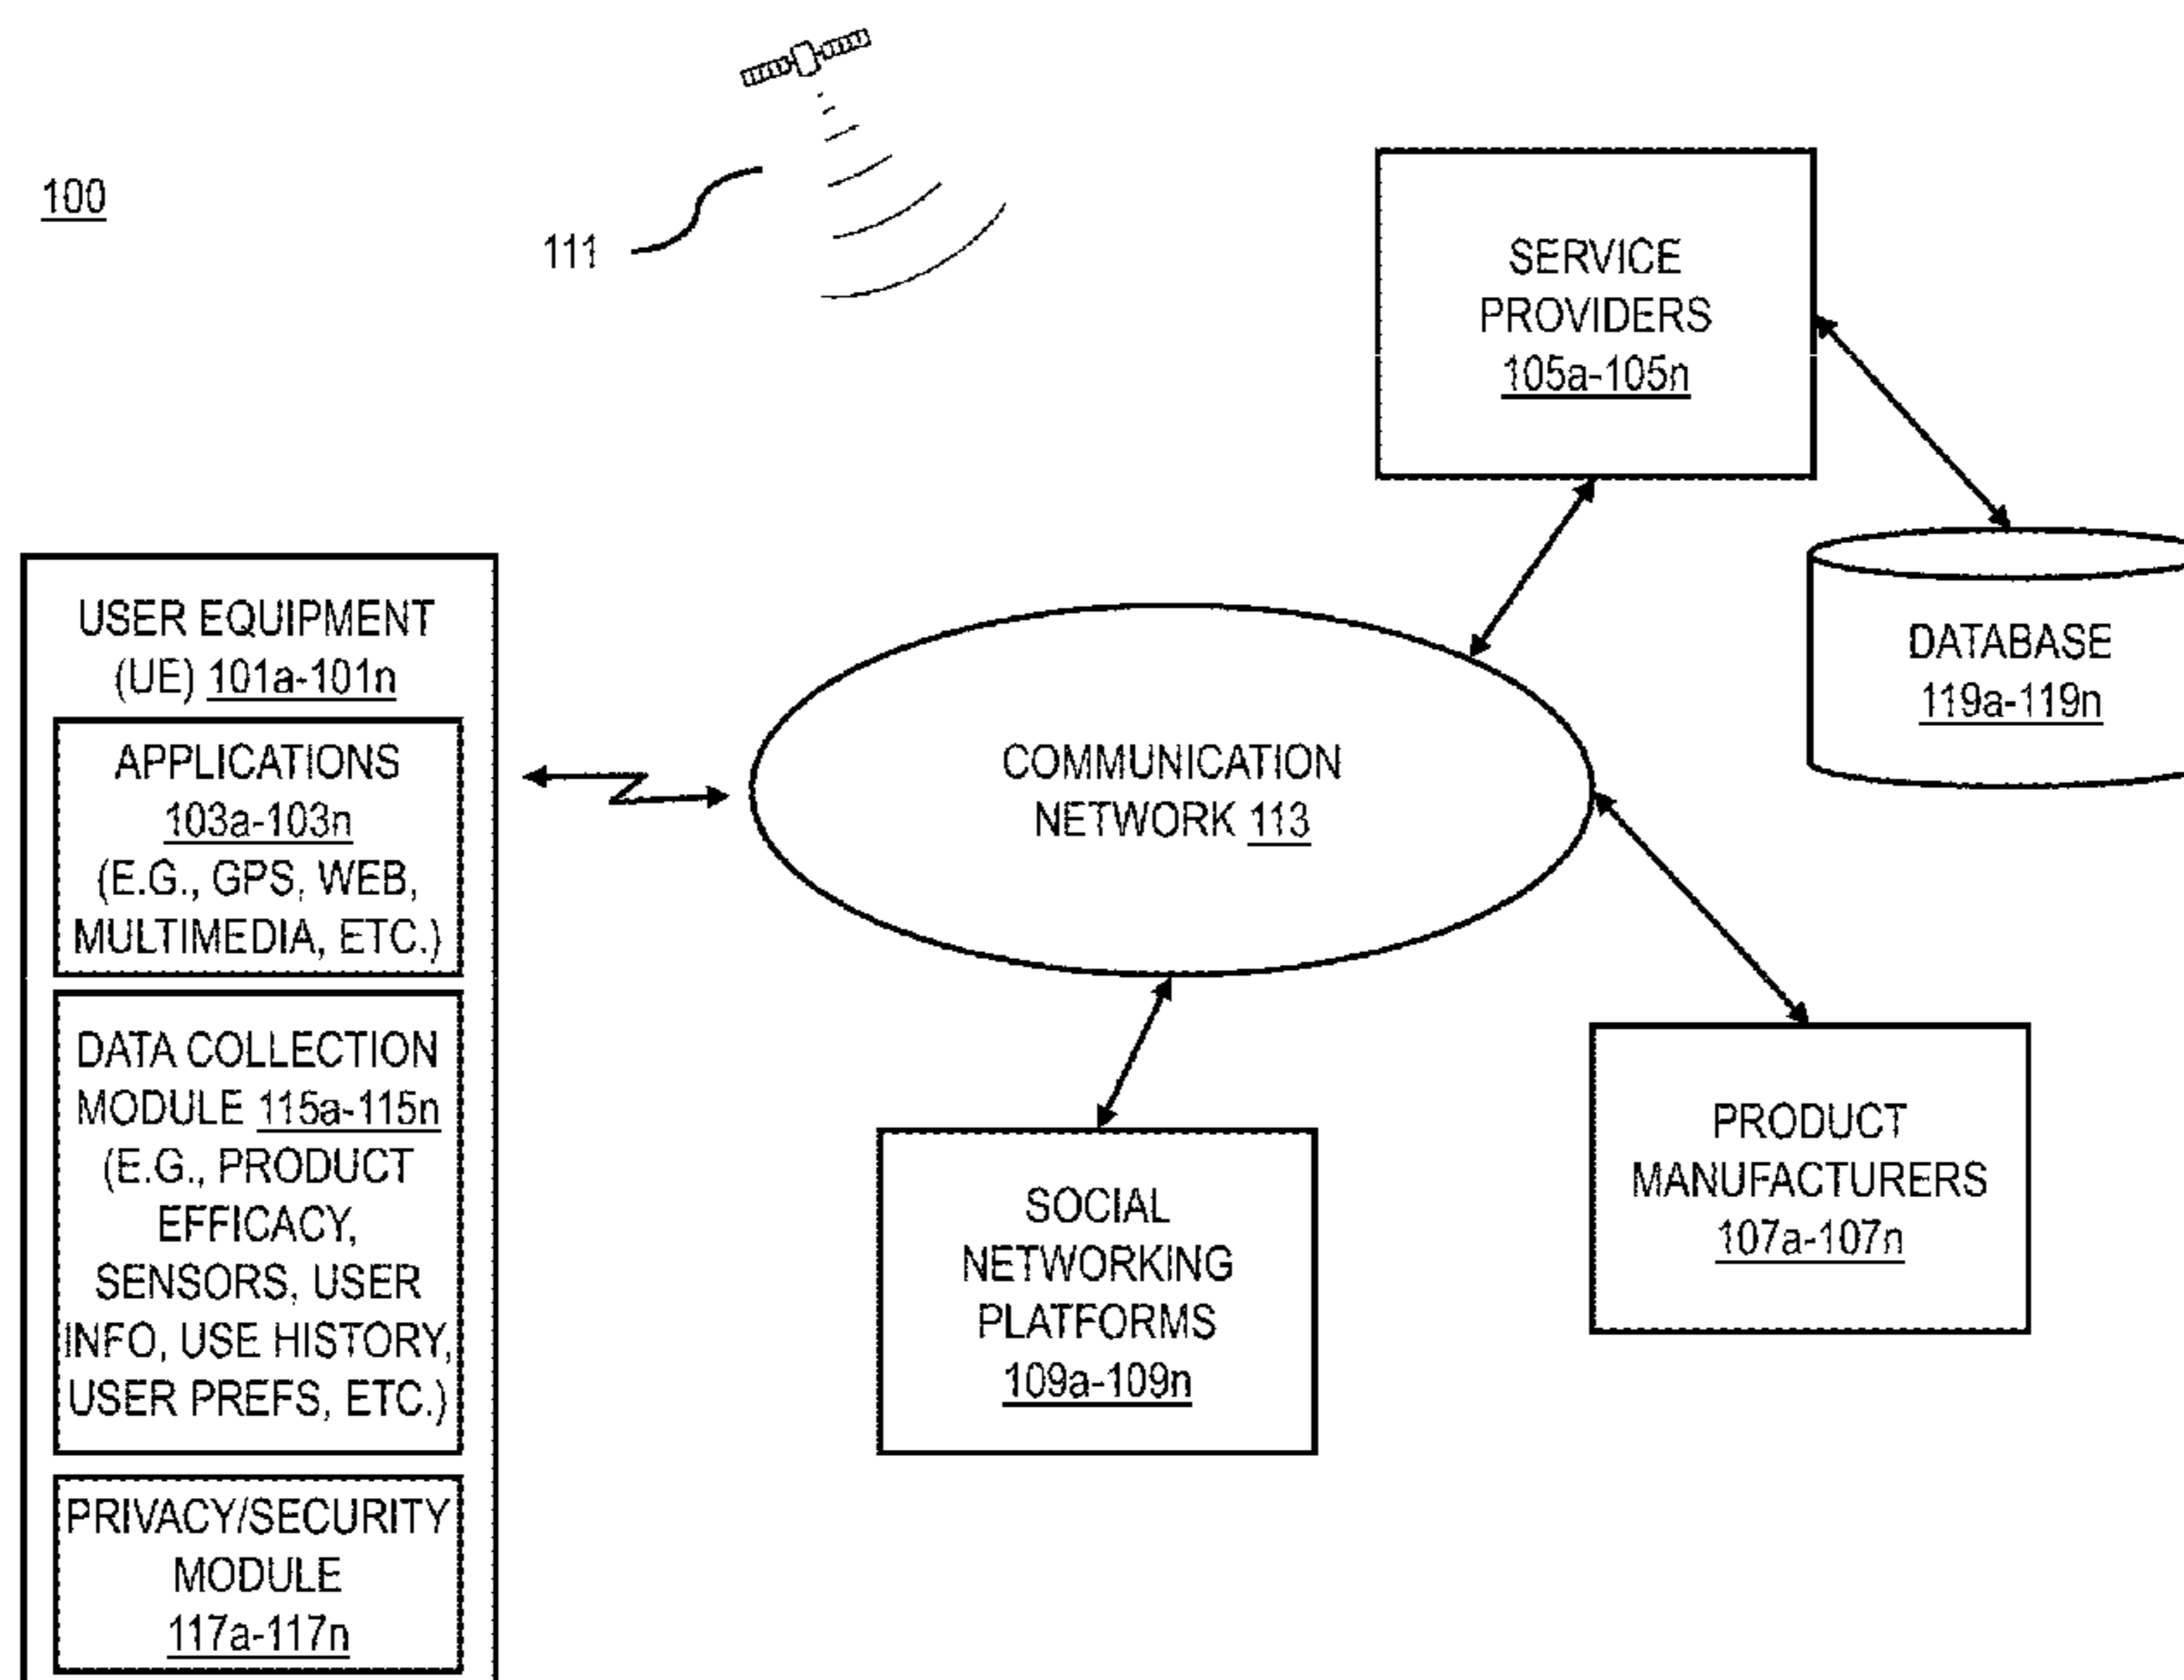 100
111
SERVICE
PROVIDERS
105a-105n
USER EQUIPMENT
(UE) 101a-101n
APPLICATIONS
103a-103n
(E.G., GPS, WEB,
MULTIMEDIA, ETC.)
DATA COLLECTION
MODULE 115a-115n
(E.G., PRODUCT
EFFICACY,
SENSORS, USER
INFO, USE HISTORY,
USER PREFS, ETC.)
PRIVACY/SECURITY
MODULE
117a-117n
COMMUNICATION
NETWORK 113
DATABASE
119a-119n
SOCIAL
NETWORKING
PLATFORMS
109a-109n
PRODUCT
MANUFACTURERS
107a-107n